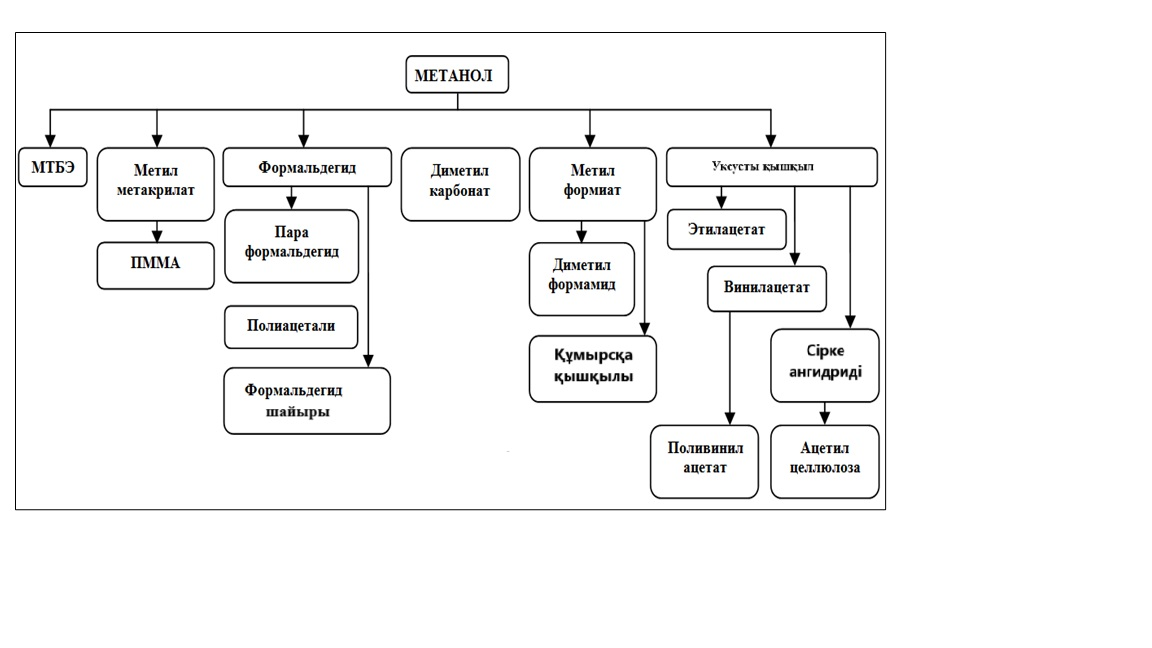 МЕТАНОЛ
МТБЭ
Метил
метакрилат
Формальдегид
Диметил
карбонат
Метил
формиат
Уксусты қышқыл
Пара
формальдегид
Этилацетат
ПММА
Диметил
формамид
Винилацетат
Полиацетали
Құмырсқа
қышқылы
Сірке
ангидриді
Формальдегид
шайыры
Поливинил
ацетат
Ацетил
целлюлоза